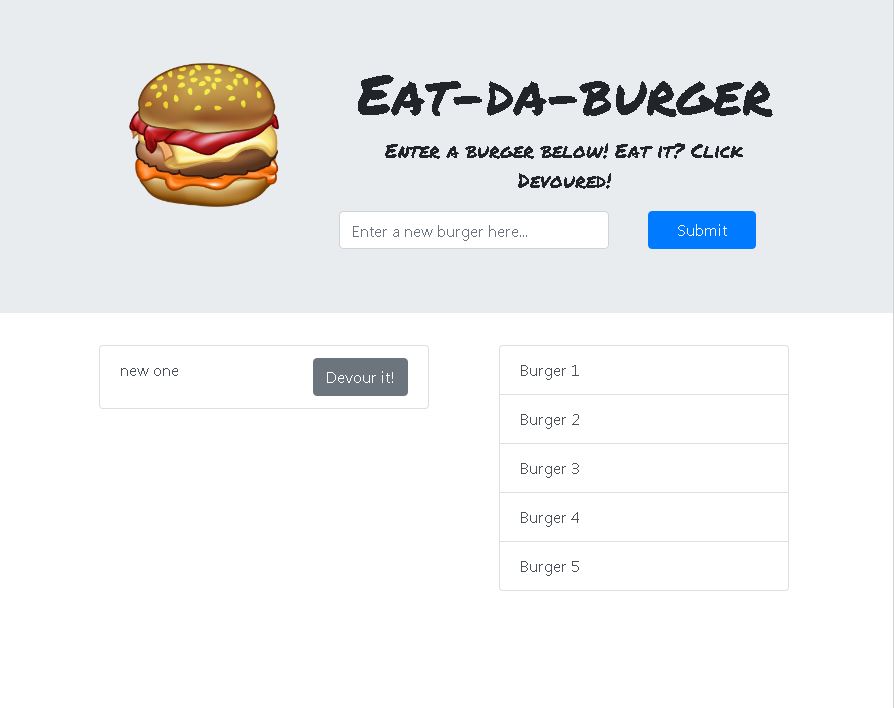 Eat-da-burger
Enter a burger below! Eat it? Click
Devoured!
Enter a new burger here...
Submit
new one
Devour it!
Burger 1
Burger 2
Burger 3
Burger 4
Burger 5